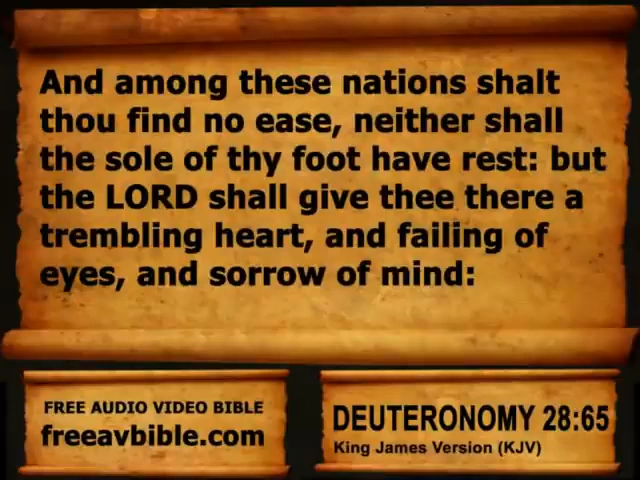 And among these nations shalt
thou find no ease, neither shall
the sole of thy foot have rest: but
the LORD shall give thee there a
trembling heart, and failing of
eyes, and sorrow of mind:
FREE AUDIO VIDEO BIBLE
freeavbible.com
DEUTERONOMY 28:65
King James Version (KJV)